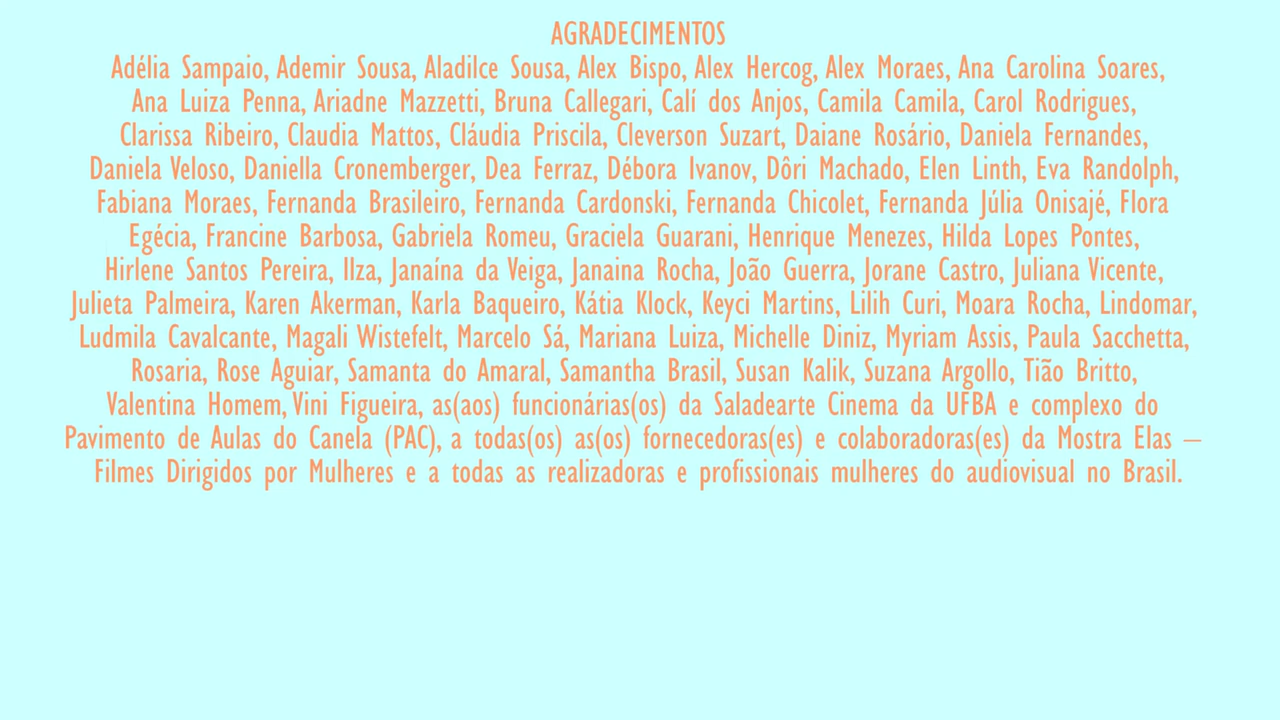 AGRADECIMENTOS
Adélia Sampaio, Ademir Sousa, Aladilce Sousa, Alex Bispo, Alex Hercog, Alex Moraes, Ana Carolina Soares,
Ana Luiza Penna, Ariadne Mazzetti, Bruna Callegari, Calí dos Anjos, Camila Camila, Carol Rodrigues,
Clarissa Ribeiro, Claudia Mattos, Cláudia Priscila, Cleverson Suzart, Daiane Rosário, Daniela Fernandes,
Daniela Veloso, Daniella Cronemberger, Dea Ferraz, Débora Ivanov, Dôri Machado, Elen Linth, Eva Randolph,
Fabiana Moraes, Fernanda Brasileiro, Fernanda Cardonski, Fernanda Chicolet, Fernanda Júlia Onisajé, Flora
Egécia, Francine Barbosa, Gabriela Romeu, Graciela Guarani, Henrique Menezes, Hilda Lopes Pontes,
Hirlene Santos Pereira, Ilza, Janaína da Veiga, Janaina Rocha, João Guerra, Jorane Castro, Juliana Vicente,
Julieta Palmeira, Karen Akerman, Karla Baqueiro, Kátia Klock, Keyci Martins, Lilih Curi, Moara Rocha, Lindomar,
Ludmila Cavalcante, Magali Wistefelt, Marcelo Sá, Mariana Luiza, Michelle Diniz, Myriam Assis, Paula Sacchetta,
Rosaria, Rose Aguiar, Samanta do Amaral, Samantha Brasil, Susan Kalik, Suzana Argollo, Tião Britto,
Valentina Homem, Vini Figueira, as(aos) funcionárias(os) da Saladearte Cinema da UFBA e complexo do
Pavimento de Aulas do Canela (PAC), a todas(os) as(os) fornecedoras(es) e colaboradoras(es) da Mostra Elas –
Filmes Dirigidos por Mulheres e a todas as realizadoras e profissionais mulheres do audiovisual no Brasil.